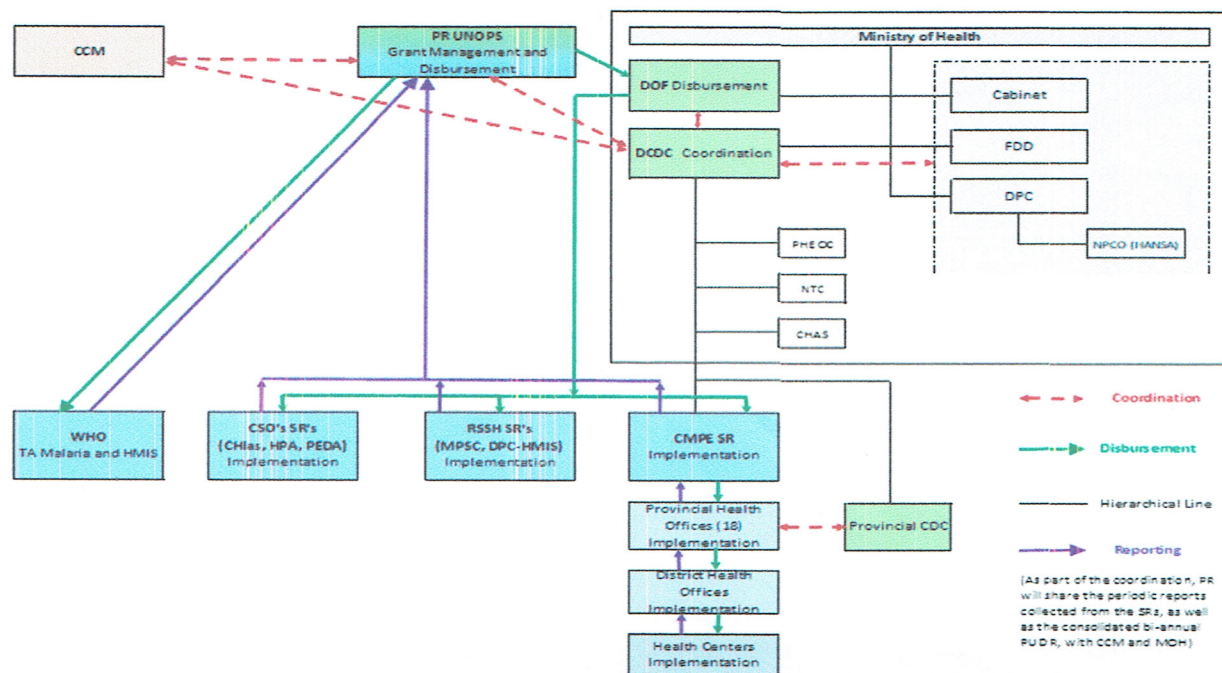 CCM
PR UNOPS
Grant Management and
Disbursement
Ministry of Health
DOF Disbursement
DCDC Coordination
Cabinet
FDD
DPC
NPCO (HANSA)
PHEOC
NTC
CHAS
WHO
TA Malaria and HMIS
CSO's SR's
(CHIas, HPA, PEDA)
Implementation
RSSH SR's
(MPSC, DPC-HMIS)
Implementation
CMPE SR
Implementation
Provincial Health
Offices (18)
Implementation
Provincial CDC
District Health
Offices
Implementation
Health Centers
Implementation
Coordination
Disbursement
Hierarchical Line
Reporting
(As part of the coordination, PR
will share the periodic reports
collected from the SRs, as well
as the consolidated bi-annual
PUDR, with CCM and MOH)